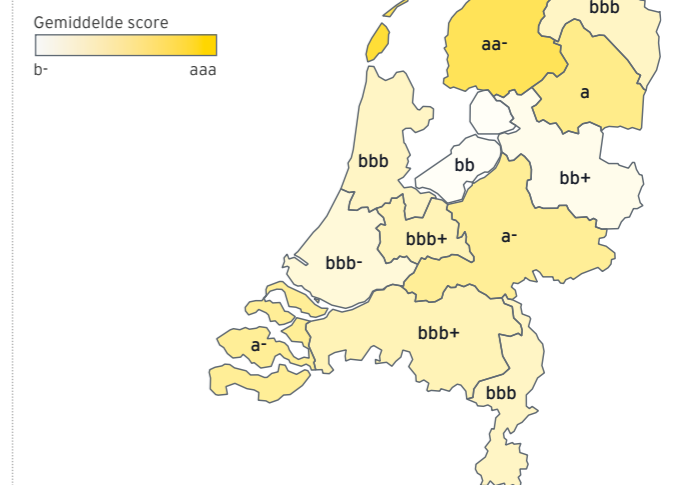 Gemiddelde score
b- aaa
bbb
aa-
a
bbb
bb
bb+
bbb+
a-
bbb-
bbb+
a-
bbb